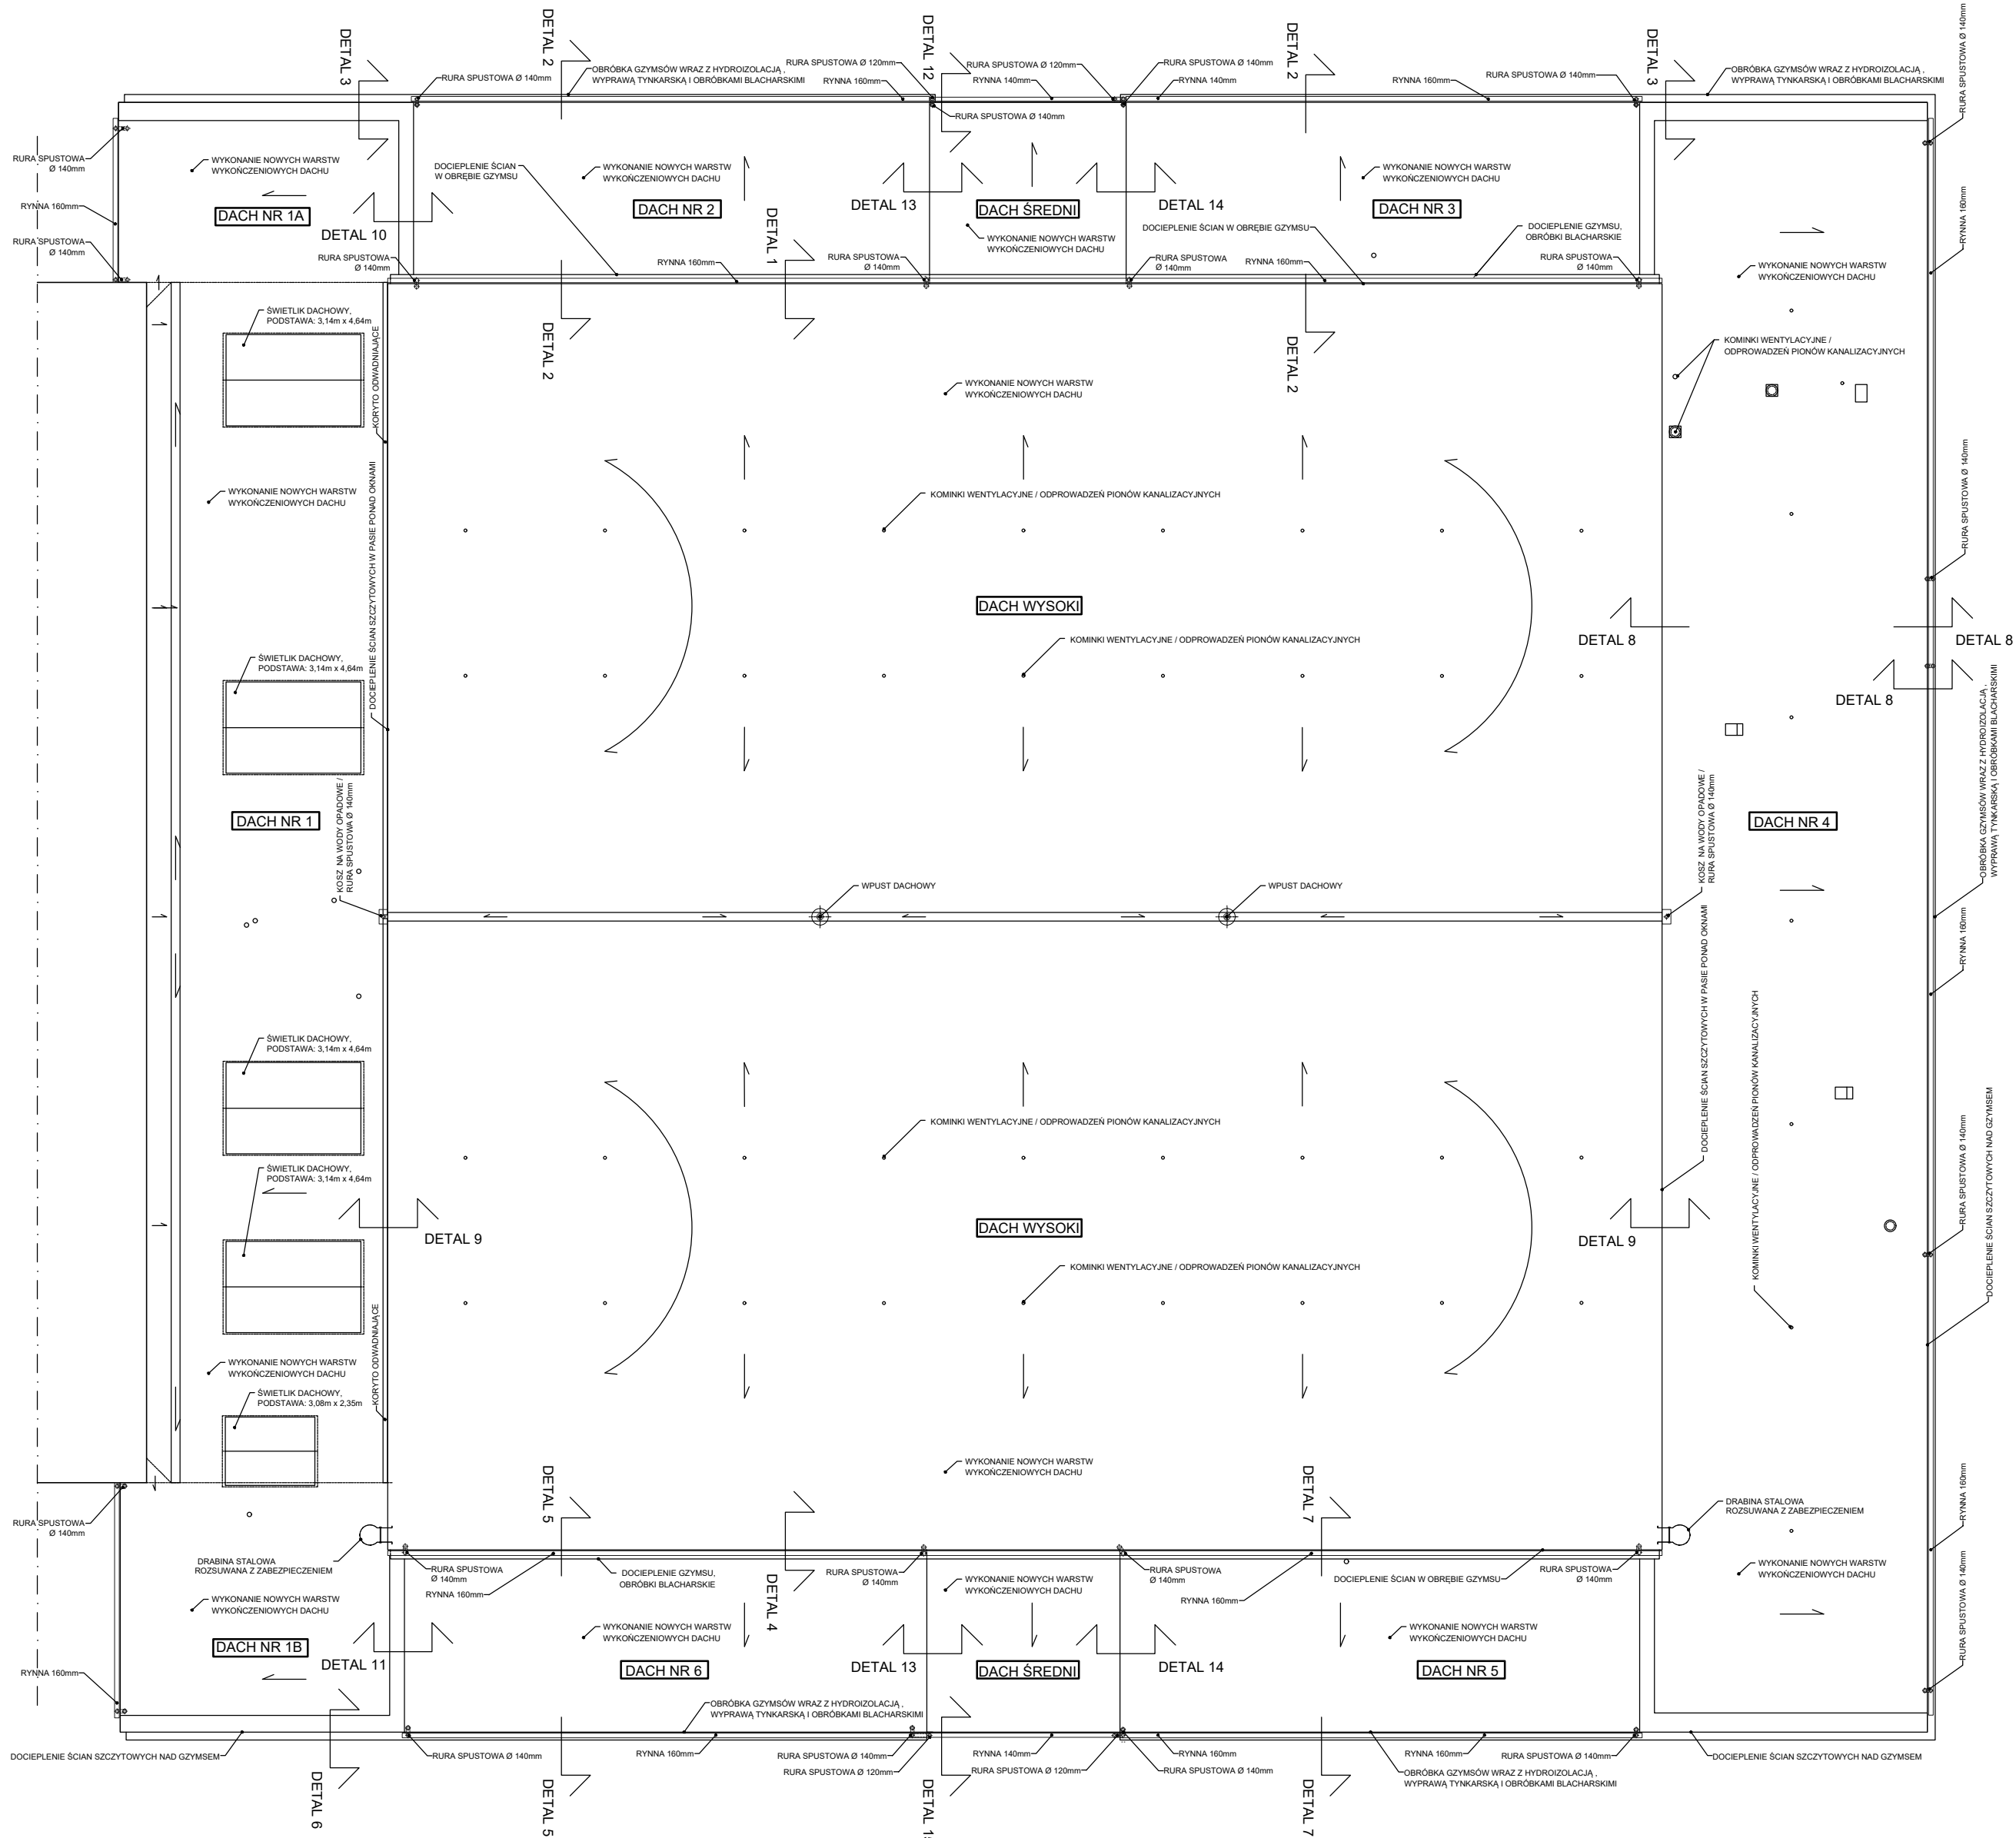 DETAL 3
DETAL 2
DETAL 12
DETAL 2
DETAL 3
RURA SPUSTOWA Ø 140mm
OBRÓBKA GZYMSÓW WRAZ Z HYDROIZOLACJĄ ,
WYPRAWĄ TYNKARSKĄ I OBRÓBKAMI BLACHARSKIMI
RURA SPUSTOWA Ø 120mm
RYNNA 160mm
RURA SPUSTOWA Ø 120mm
RYNNA 140mm
RURA SPUSTOWA Ø 140mm
RYNNA 140mm
RYNNA 160mm
RURA SPUSTOWA Ø 140mm
OBRÓBKA GZYMSÓW WRAZ Z HYDROIZOLACJĄ ,
WYPRAWĄ TYNKARSKĄ I OBRÓBKAMI BLACHARSKIMI
RURA SPUSTOWA Ø 140mm
RURA SPUSTOWA Ø 140mm
RURA SPUSTOWA
Ø 140mm
WYKONANIE NOWYCH WARSTW
WYKOŃCZENIOWYCH DACHU
DOCIEPLENIE ŚCIAN
W OBRĘBIE GZYMSU
WYKONANIE NOWYCH WARSTW
WYKOŃCZENIOWYCH DACHU
WYKONANIE NOWYCH WARSTW
WYKOŃCZENIOWYCH DACHU
RYNNA 160mm
DACH NR 1A
DETAL 10
DACH NR 2
DETAL 1
DETAL 13
DACH ŚREDNI
DETAL 14
DACH NR 3
RYNNA 160mm
RURA SPUSTOWA
Ø 140mm
RURA SPUSTOWA
Ø 140mm
RYNNA 160mm
RURA SPUSTOWA
Ø 140mm
WYKONANIE NOWYCH WARSTW
WYKOŃCZENIOWYCH DACHU
DOCIEPLENIE ŚCIAN W OBRĘBIE GZYMSU
RURA SPUSTOWA
Ø 140mm
RYNNA 160mm
DOCIEPLENIE GZYMSU,
OBRÓBKI BLACHARSKIE
RURA SPUSTOWA
Ø 140mm
WYKONANIE NOWYCH WARSTW
WYKOŃCZENIOWYCH DACHU
ŚWIETLIK DACHOWY,
PODSTAWA: 3,14m x 4,64m
KORYTO ODWADNIAJĄCE
DETAL 2
DETAL 2
KOMINKI WENTYLACYJNE /
ODPROWADZEŃ PIONÓW KANALIZACYJNYCH
WYKONANIE NOWYCH WARSTW
WYKOŃCZENIOWYCH DACHU
WYKONANIE NOWYCH WARSTW
WYKOŃCZENIOWYCH DACHU
KOMINKI WENTYLACYJNE / ODPROWADZEŃ PIONÓW KANALIZACYJNYCH
RURA SPUSTOWA Ø 140mm
DOCIEPLENIE ŚCIAN SZCZYTOWYCH W PASIE PONAD OKNAMI
DACH WYSOKI
KOMINKI WENTYLACYJNE / ODPROWADZEŃ PIONÓW KANALIZACYJNYCH
DETAL 8
DETAL 8
DETAL 8
ŚWIETLIK DACHOWY,
PODSTAWA: 3,14m x 4,64m
OBRÓBKA GZYMSÓW WRAZ Z HYDROIZOLACJĄ ,
WYPRAWĄ TYNKARSKĄ I OBRÓBKAMI BLACHARSKIMI
DACH NR 1
KOSZ NA WODY OPADOWE /
RURA SPUSTOWA Ø 140mm
KOSZ NA WODY OPADOWE /
RURA SPUSTOWA Ø 140mm
DACH NR 4
WPUST DACHOWY
WPUST DACHOWY
RYNNA 160mm
DOCIEPLENIE ŚCIAN SZCZYTOWYCH W PASIE PONAD OKNAMI
KOMINKI WENTYLACYJNE / ODPROWADZEŃ PIONÓW KANALIZACYJNYCH
ŚWIETLIK DACHOWY,
PODSTAWA: 3,14m x 4,64m
KOMINKI WENTYLACYJNE / ODPROWADZEŃ PIONÓW KANALIZACYJNYCH
ŚWIETLIK DACHOWY,
PODSTAWA: 3,14m x 4,64m
RURA SPUSTOWA Ø 140mm
DOCIEPLENIE ŚCIAN SZCZYTOWYCH NAD GZYMSEM
DETAL 9
DACH WYSOKI
DETAL 9
KOMINKI WENTYLACYJNE / ODPROWADZEŃ PIONÓW KANALIZACYJNYCH
KORYTO ODWADNIAJĄCE
WYKONANIE NOWYCH WARSTW
WYKOŃCZENIOWYCH DACHU
ŚWIETLIK DACHOWY,
PODSTAWA: 3,08m x 2,35m
WYKONANIE NOWYCH WARSTW
WYKOŃCZENIOWYCH DACHU
DETAL 5
DETAL 7
RYNNA 160mm
RURA SPUSTOWA
Ø 140mm
DRABINA STALOWA
ROZSUWANA Z ZABEZPIECZENIEM
DRABINA STALOWA
ROZSUWANA Z ZABEZPIECZENIEM
RURA SPUSTOWA
Ø 140mm
RYNNA 160mm
DOCIEPLENIE GZYMSU,
OBRÓBKI BLACHARSKIE
DETAL 4
RURA SPUSTOWA
Ø 140mm
WYKONANIE NOWYCH WARSTW
WYKOŃCZENIOWYCH DACHU
RURA SPUSTOWA
Ø 140mm
RYNNA 160mm
DOCIEPLENIE ŚCIAN W OBRĘBIE GZYMSU
RURA SPUSTOWA
Ø 140mm
WYKONANIE NOWYCH WARSTW
WYKOŃCZENIOWYCH DACHU
RURA SPUSTOWA Ø 140mm
WYKONANIE NOWYCH WARSTW
WYKOŃCZENIOWYCH DACHU
WYKONANIE NOWYCH WARSTW
WYKOŃCZENIOWYCH DACHU
WYKONANIE NOWYCH WARSTW
WYKOŃCZENIOWYCH DACHU
DACH NR 1B
DETAL 11
DACH NR 6
DETAL 13
DACH ŚREDNI
DETAL 14
DACH NR 5
RYNNA 160mm
OBRÓBKA GZYMSÓW WRAZ Z HYDROIZOLACJĄ ,
WYPRAWĄ TYNKARSKĄ I OBRÓBKAMI BLACHARSKIMI
DOCIEPLENIE ŚCIAN SZCZYTOWYCH NAD GZYMSEM
RURA SPUSTOWA Ø 140mm
RYNNA 160mm
RURA SPUSTOWA Ø 140mm
RURA SPUSTOWA Ø 120mm
RYNNA 140mm
RURA SPUSTOWA Ø 120mm
RYNNA 160mm
RURA SPUSTOWA Ø 140mm
RYNNA 160mm
RURA SPUSTOWA Ø 140mm
OBRÓBKA GZYMSÓW WRAZ Z HYDROIZOLACJĄ ,
WYPRAWĄ TYNKARSKĄ I OBRÓBKAMI BLACHARSKIMI
DOCIEPLENIE ŚCIAN SZCZYTOWYCH NAD GZYMSEM
DETAL 6
DETAL 5
DETAL
DETAL 7